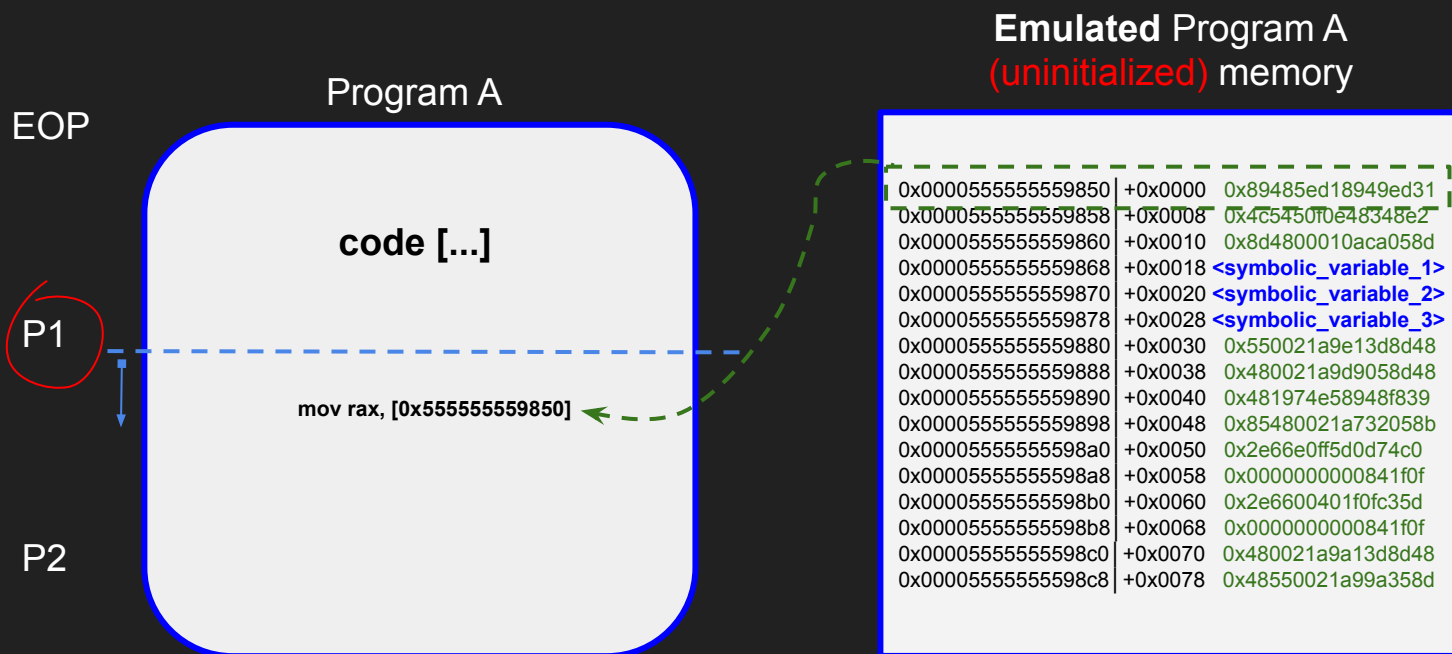 Emulated Program A
(uninitialized) memory
Program A
EOP
code [...]
P1
mov rax, [0x555555559850]
P2
0x0000555555559850 +0x0000 0x89485ed18949ed31
0x0000555555559858 +0x0008 0x4c5450f0e48348e2
0x0000555555559860 +0x0010 0x8d4800010aca058d
0x0000555555559868 +0x0018 <symbolic_variable_1>
0x0000555555559870 +0x0020 <symbolic_variable_2>
0x0000555555559878 +0x0028 <symbolic_variable_3>
0x0000555555559880 +0x0030 0x550021a9e13d8d48
0x0000555555559888 +0x0038 0x480021a9d9058d48
0x0000555555559890 +0x0040 0x481974e58948f839
0x0000555555559898 +0x0048 0x85480021a732058b
0x00005555555598a0 +0x0050 0x2e66e0ff5d0d74c0
0x00005555555598a8 +0x0058 0x0000000000841f0f
0x00005555555598b0 +0x0060 0x2e6600401f0fc35d
0x00005555555598b8 +0x0068 0x0000000000841f0f
0x00005555555598c0 +0x0070 0x480021a9a13d8d48
0x00005555555598c8 +0x0078 0x48550021a99a358d